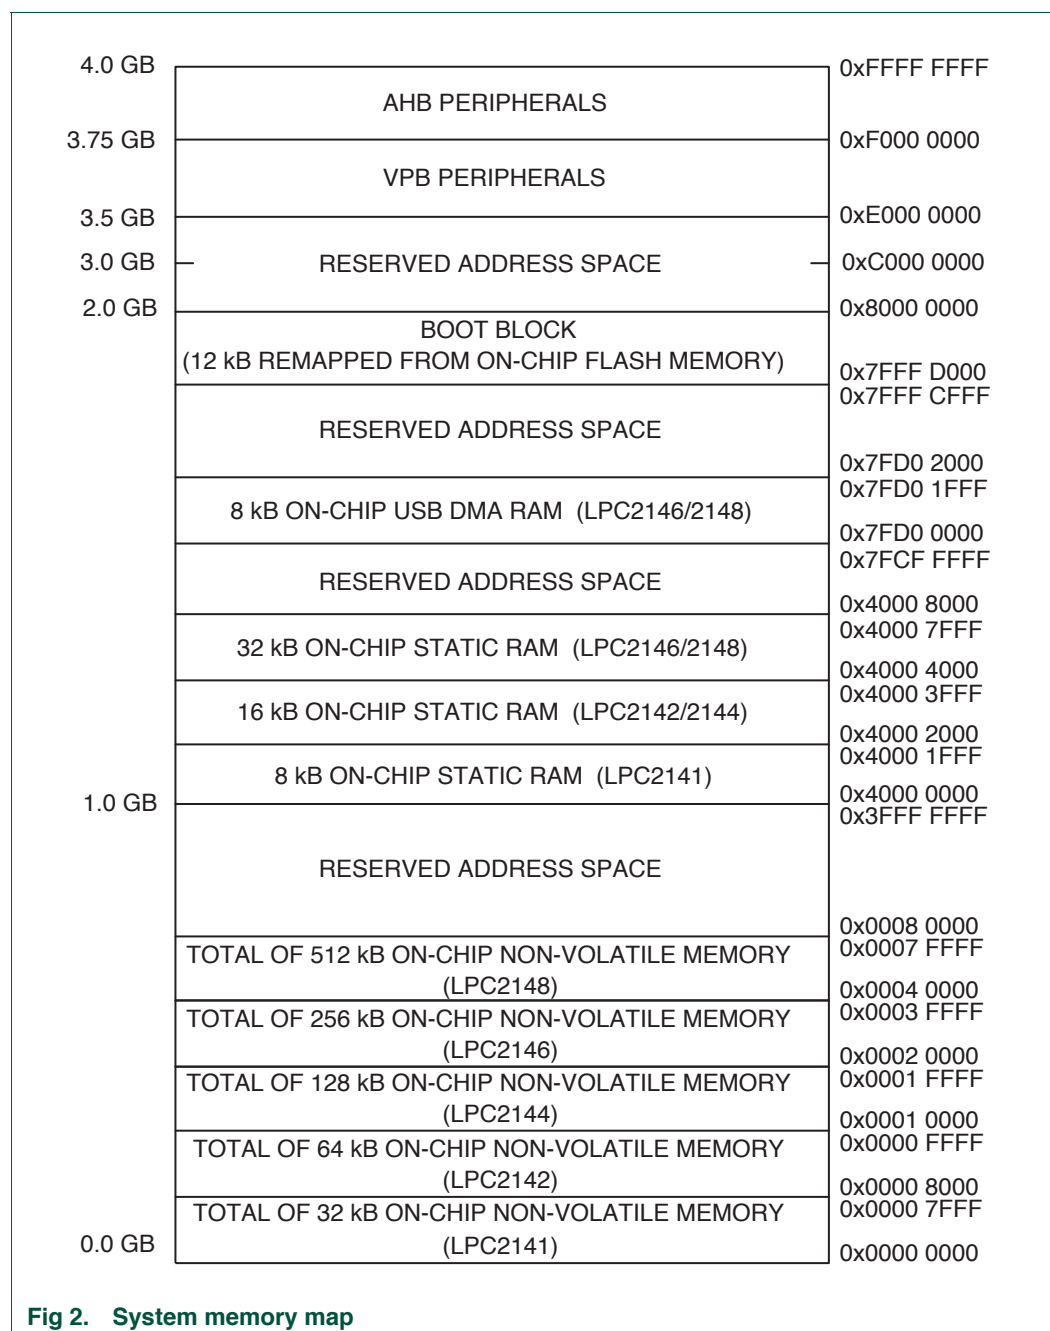 4.0 GB
0xFFFF FFFF
AHB PERIPHERALS
3.75 GB
0xF000 0000
VPB PERIPHERALS
3.5 GB
0xE000 0000
3.0 GB
RESERVED ADDRESS SPACE
0xC000 0000
2.0 GB
0x8000 0000
BOOT BLOCK
(12 kB REMAPPED FROM ON-CHIP FLASH MEMORY)
0x7FFF D000
0x7FFF CFFF
RESERVED ADDRESS SPACE
0x7FD0 2000
0x7FD0 1FFF
8 kB ON-CHIP USB DMA RAM (LPC2146/2148)
0x7FD0 0000
0x7FCF FFFF
RESERVED ADDRESS SPACE
0x4000 8000
0x4000 7FFF
32 kB ON-CHIP STATIC RAM (LPC2146/2148)
0x4000 4000
0x4000 3FFF
16 kB ON-CHIP STATIC RAM (LPC2142/2144)
0x4000 2000
0x4000 1FFF
8 kB ON-CHIP STATIC RAM (LPC2141)
1.0 GB
0x4000 0000
0x3FFF FFFF
RESERVED ADDRESS SPACE
0x0008 0000
0x0007 FFFF
TOTAL OF 512 kB ON-CHIP NON-VOLATILE MEMORY
(LPC2148)
0x0004 0000
0x0003 FFFF
TOTAL OF 256 kB ON-CHIP NON-VOLATILE MEMORY
(LPC2146)
0x0002 0000
0x0001 FFFF
TOTAL OF 128 kB ON-CHIP NON-VOLATILE MEMORY
(LPC2144)
0x0001 0000
0x0000 FFFF
TOTAL OF 64 kB ON-CHIP NON-VOLATILE MEMORY
(LPC2142)
0x0000 8000
0x0000 7FFF
TOTAL OF 32 kB ON-CHIP NON-VOLATILE MEMORY
(LPC2141)
0.0 GB
0x0000 0000
Fig 2. System memory map